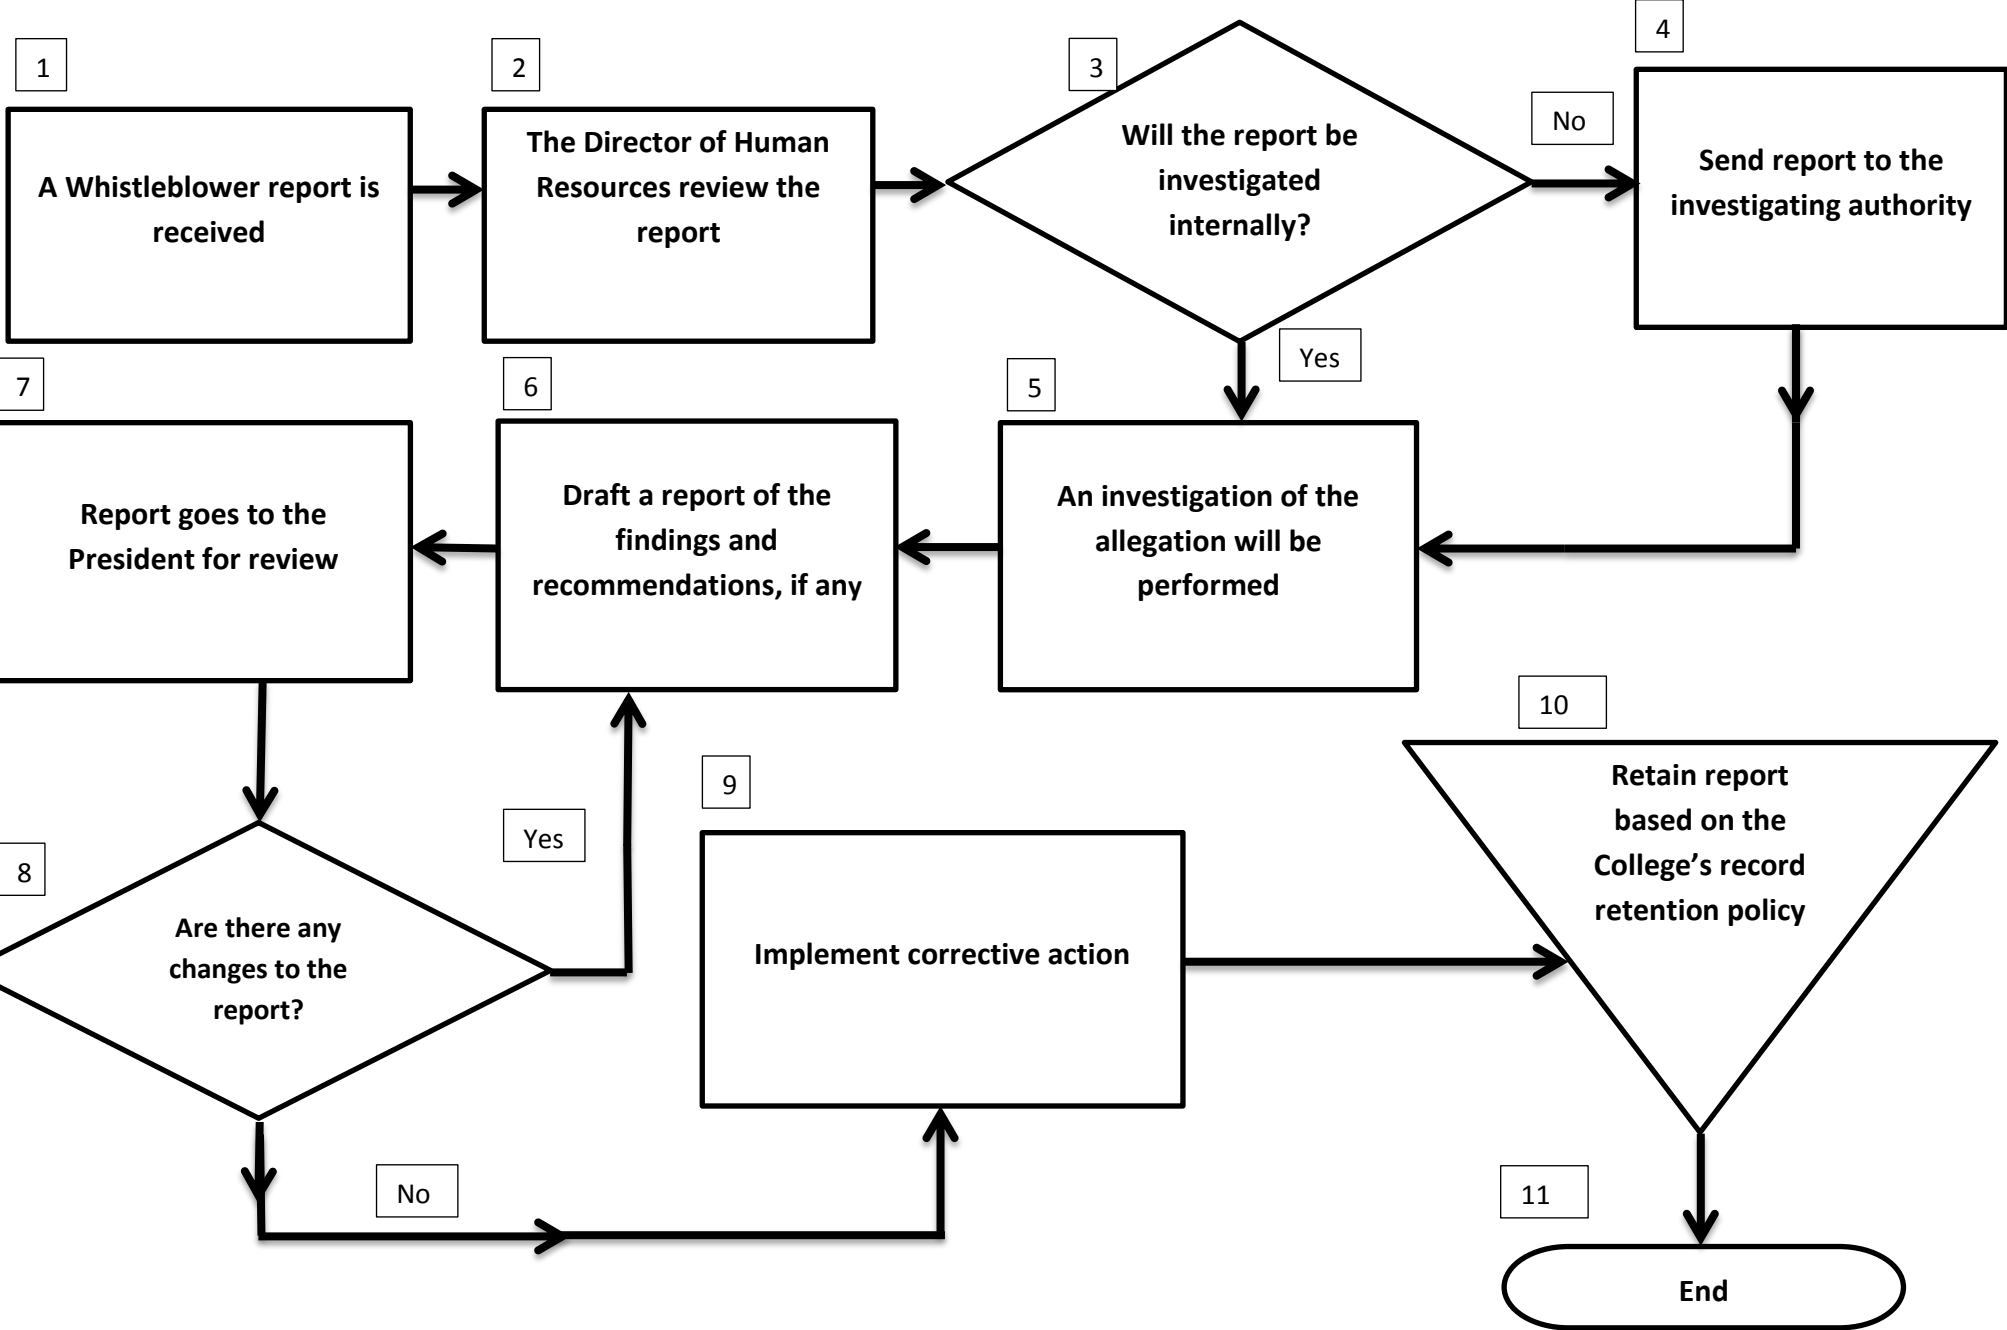 1
A Whistleblower report is
received
2
The Director of Human
Resources review the
report
3
Will the report be
investigated
internally?
No
4
Send report to the
investigating authority
Yes
5
An investigation of the
allegation will be
performed
6
Draft a report of the
findings and
recommendations, if any
7
Report goes to the
President for review
8
Are there any
changes to the
report?
Yes
No
9
Implement corrective action
10
Retain report
based on the
College’s record
retention policy
11
End